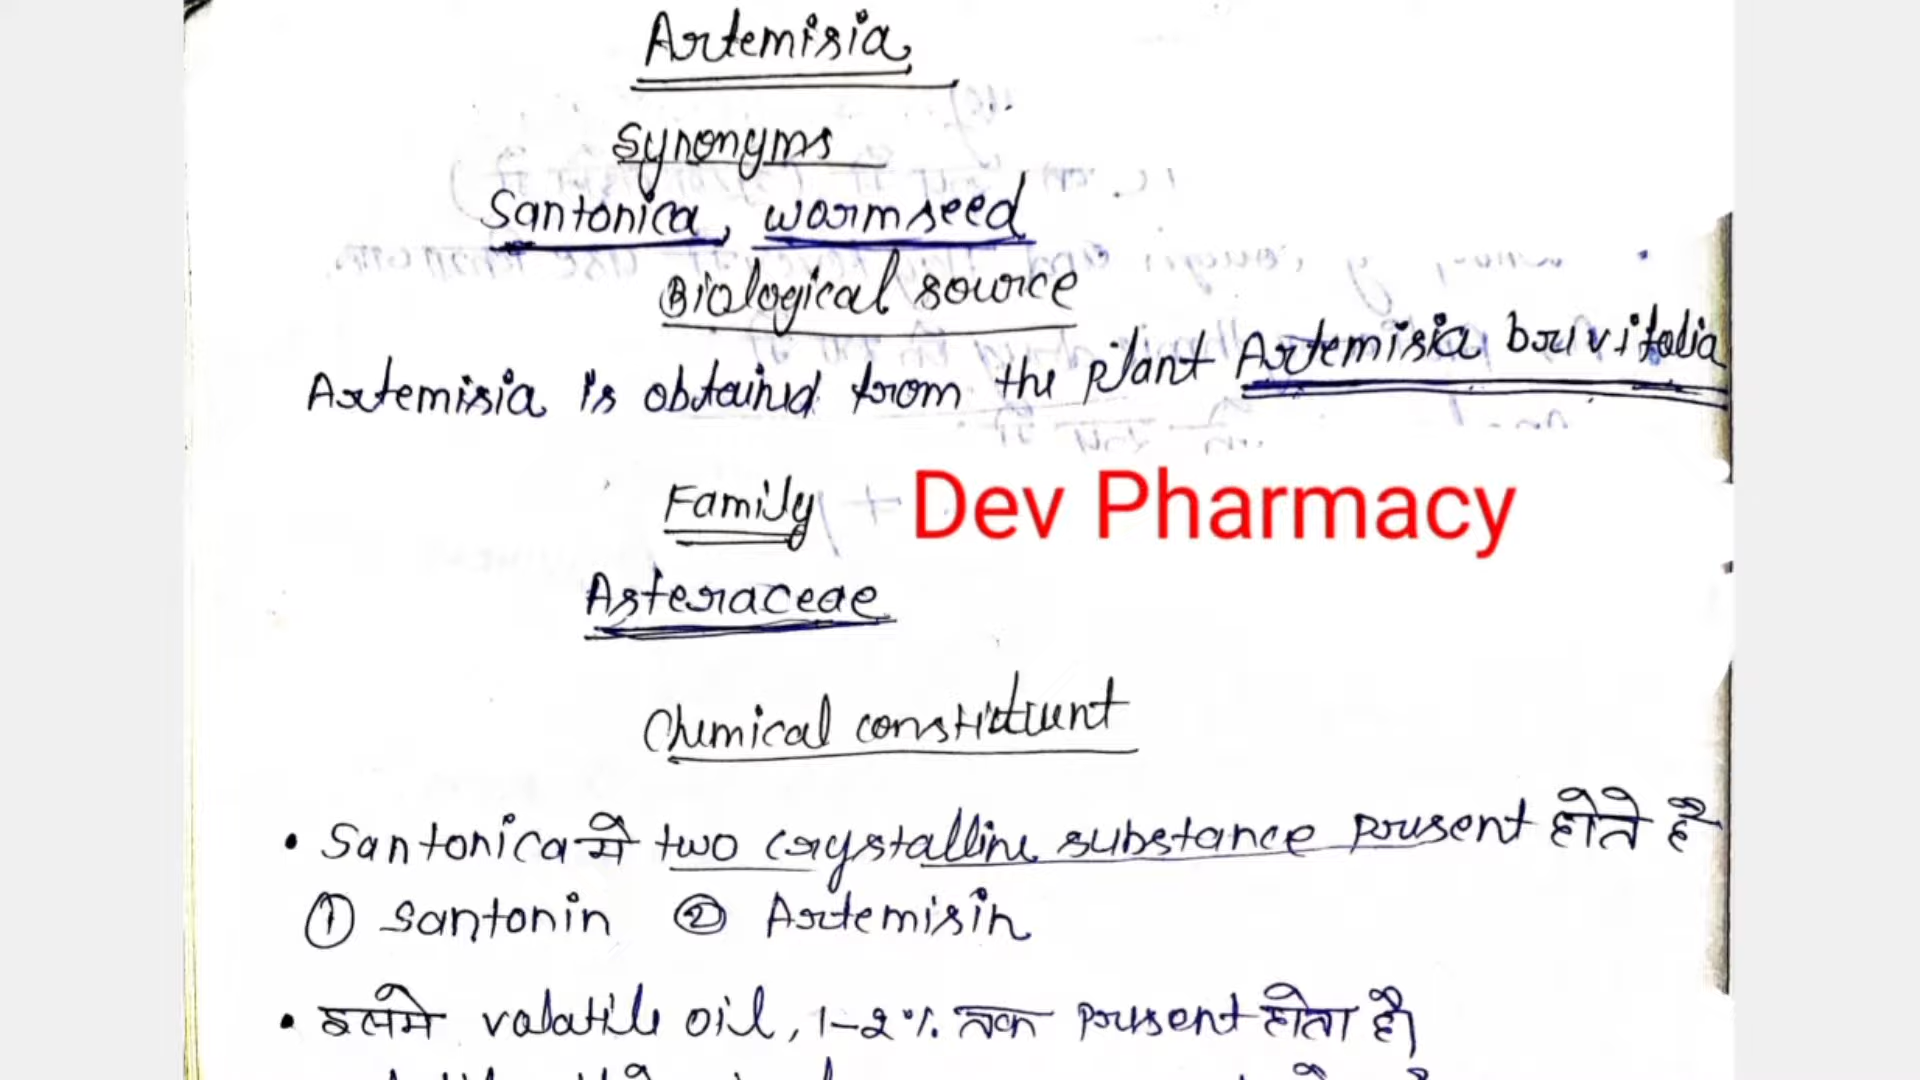 Artemisia
Synonyms
Santonica, wormseed
Biological source
Artemisia is obtained from the plant Artemisia brivifolia
Family
Dev Pharmacy
Asteraceae
Chemical constituent
• Santonica मे two crystalline substance present होते है
① Santonin ② Artemisin
• इसमे volatile oil, 1-2% तक present होता है।